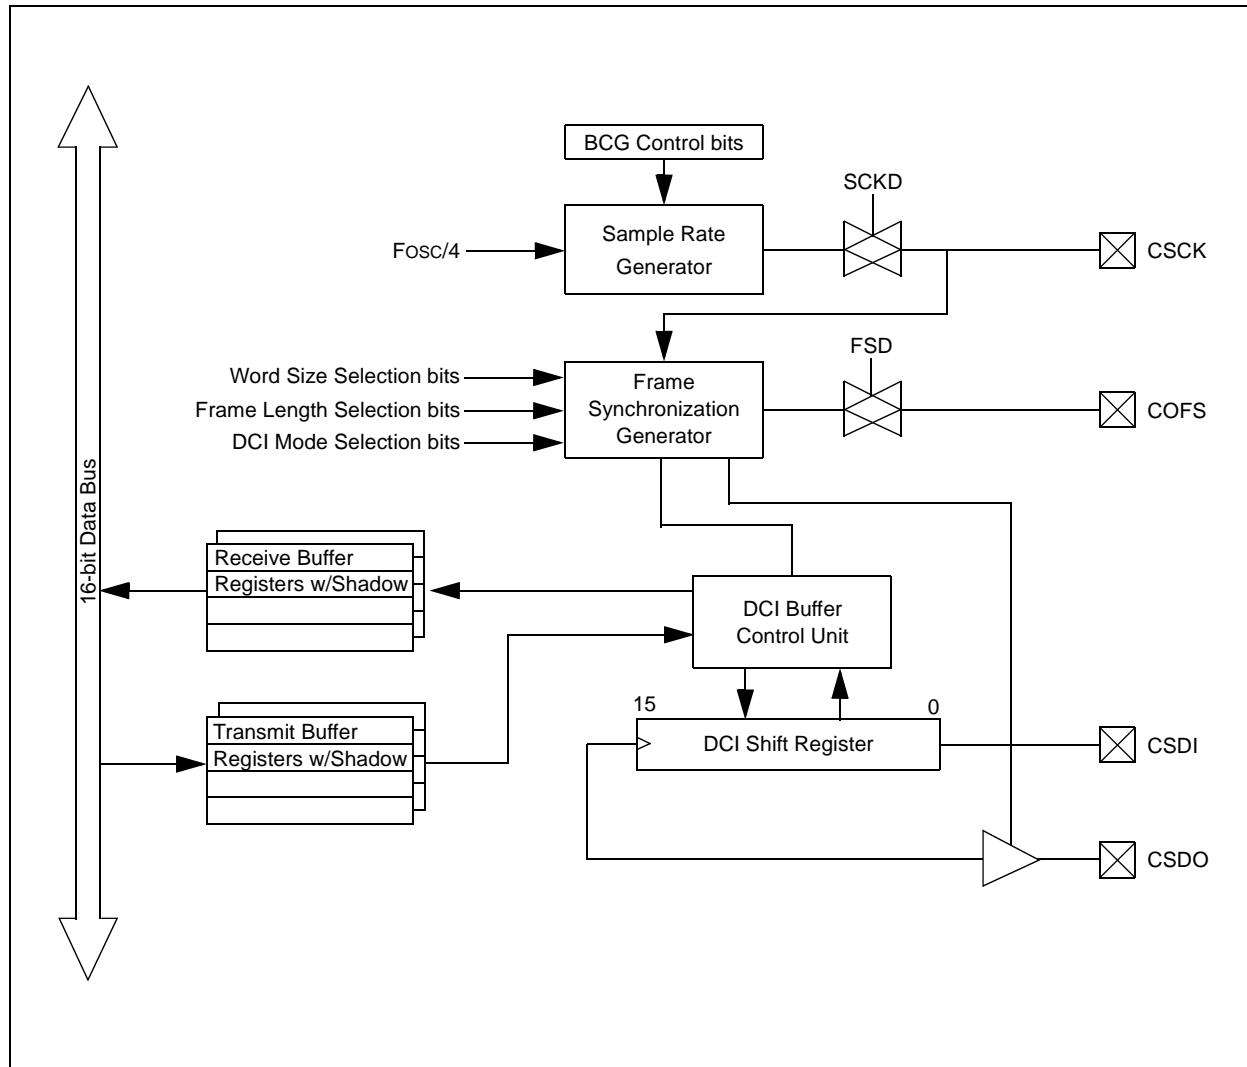 BCG Control bits
SCKD
Sample Rate
Generator
FOSC/4
CSCK
FSD
Word Size Selection bits
Frame Length Selection bits
DCI Mode Selection bits
Frame
Synchronization
Generator
COFS
16-bit Data Bus
Receive Buffer
Registers w/Shadow
DCI Buffer
Control Unit
Transmit Buffer
Registers w/Shadow
15
0
DCI Shift Register
CSDI
CSDO